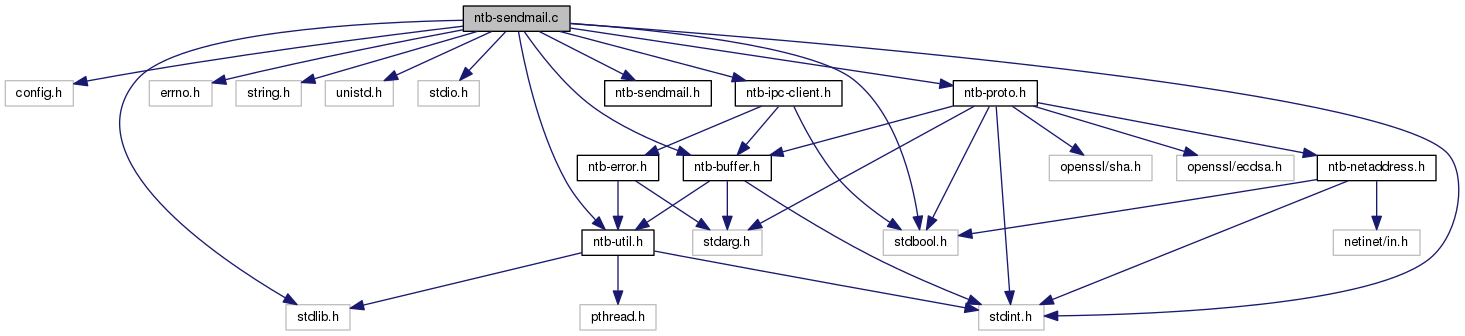 ntb-sendmail.c
config.h
errno.h
string.h
unistd.h
stdio.h
ntb-sendmail.h
ntb-ipc-client.h
ntb-proto.h
ntb-error.h
ntb-buffer.h
openssl/sha.h
openssl/ecdsa.h
ntb-netaddress.h
ntb-util.h
stdarg.h
stdbool.h
netinet/in.h
stdlib.h
pthread.h
stdint.h